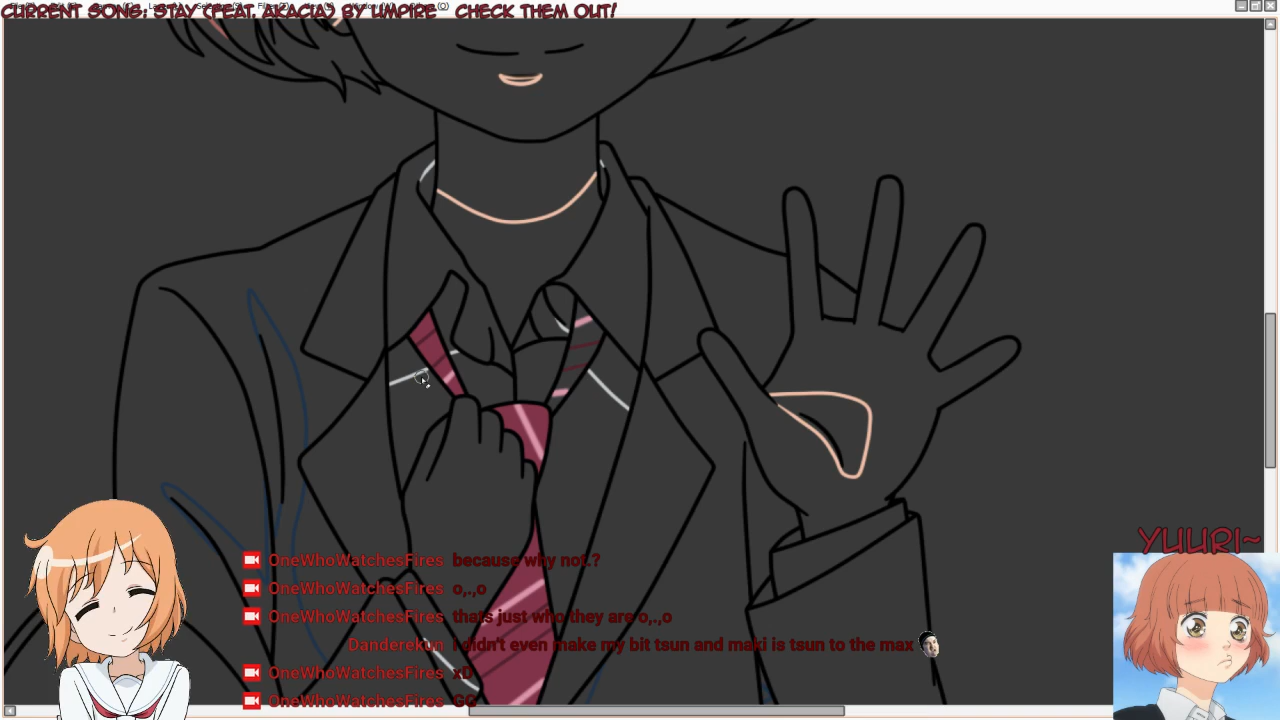 CURRENT SONG: STAY (FEAT. AKACIA) BY UMPIRE   CHECK THEM OUT!
YUURI~
OneWhoWatchesFires because why not.?
OneWhoWatchesFires o,.,o
OneWhoWatchesFires thats just who they are o,.,o
Danderekun I didn't even make my bit tsun and maki is tsun to the max
OneWhoWatchesFires xD
OneWhoWatchesFires GG